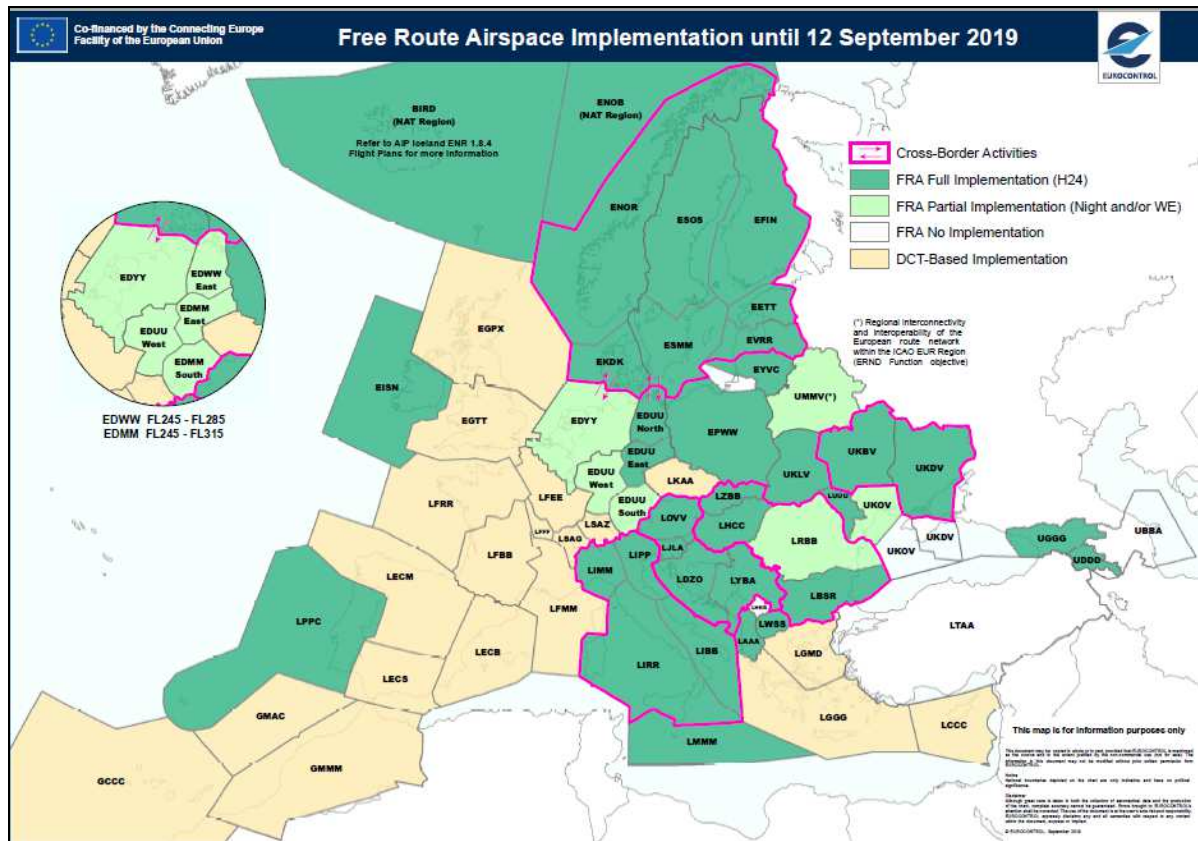 Co-financed by the Connecting Europe
Facility of the European Union
Free Route Airspace Implementation until 12 September 2019
EUROCONTROL
BIRD
(NAT Region)
Refer to AIP Iceland ENR 1.8.4
Flight Plans for more Information
ENOB
(NAT Region)
Cross-Border Activities
FRA Full Implementation (H24)
FRA Partial Implementation (Night and/or WE)
FRA No Implementation
DCT-Based Implementation
(*) Regional Interconnectivity
and Interoperability of the
European route network
within the ICAO EUR Region
(ERND Function objective)
EDYY
EDWW
East
EDMM
East
EDUU
West
EDMM
South
EDWW FL245 - FL285
EDMM FL245 - FL315
ENOR
ESOS
EFIN
EGPX
EETT
ESMM
EVRR
EKDK
EYVC
EISN
UMMV(*)
EGTT
EDYY
EDUU
North
EPWW
UKBV
UKDV
EDUU
East
UKLV
LKAA
EDUU
West
LFRR
LFEE
EDUU
South
LZBB
UKOV
LOVV
LSAZ
LHCC
LSAG
LFBB
LIPP
LJLA
LRBB
UKOV
UKDV
UGGG
UBBA
UDDD
LIMM
LDZO
LYBA
LBSR
LECM
LFMM
LWSS
LTAA
LPPC
LAAA
LECB
LIRR
LIBB
LGMD
LECS
GMAC
LGGG
LCCC
LMMM
GMMM
GCCC
This map is for Information purposes only